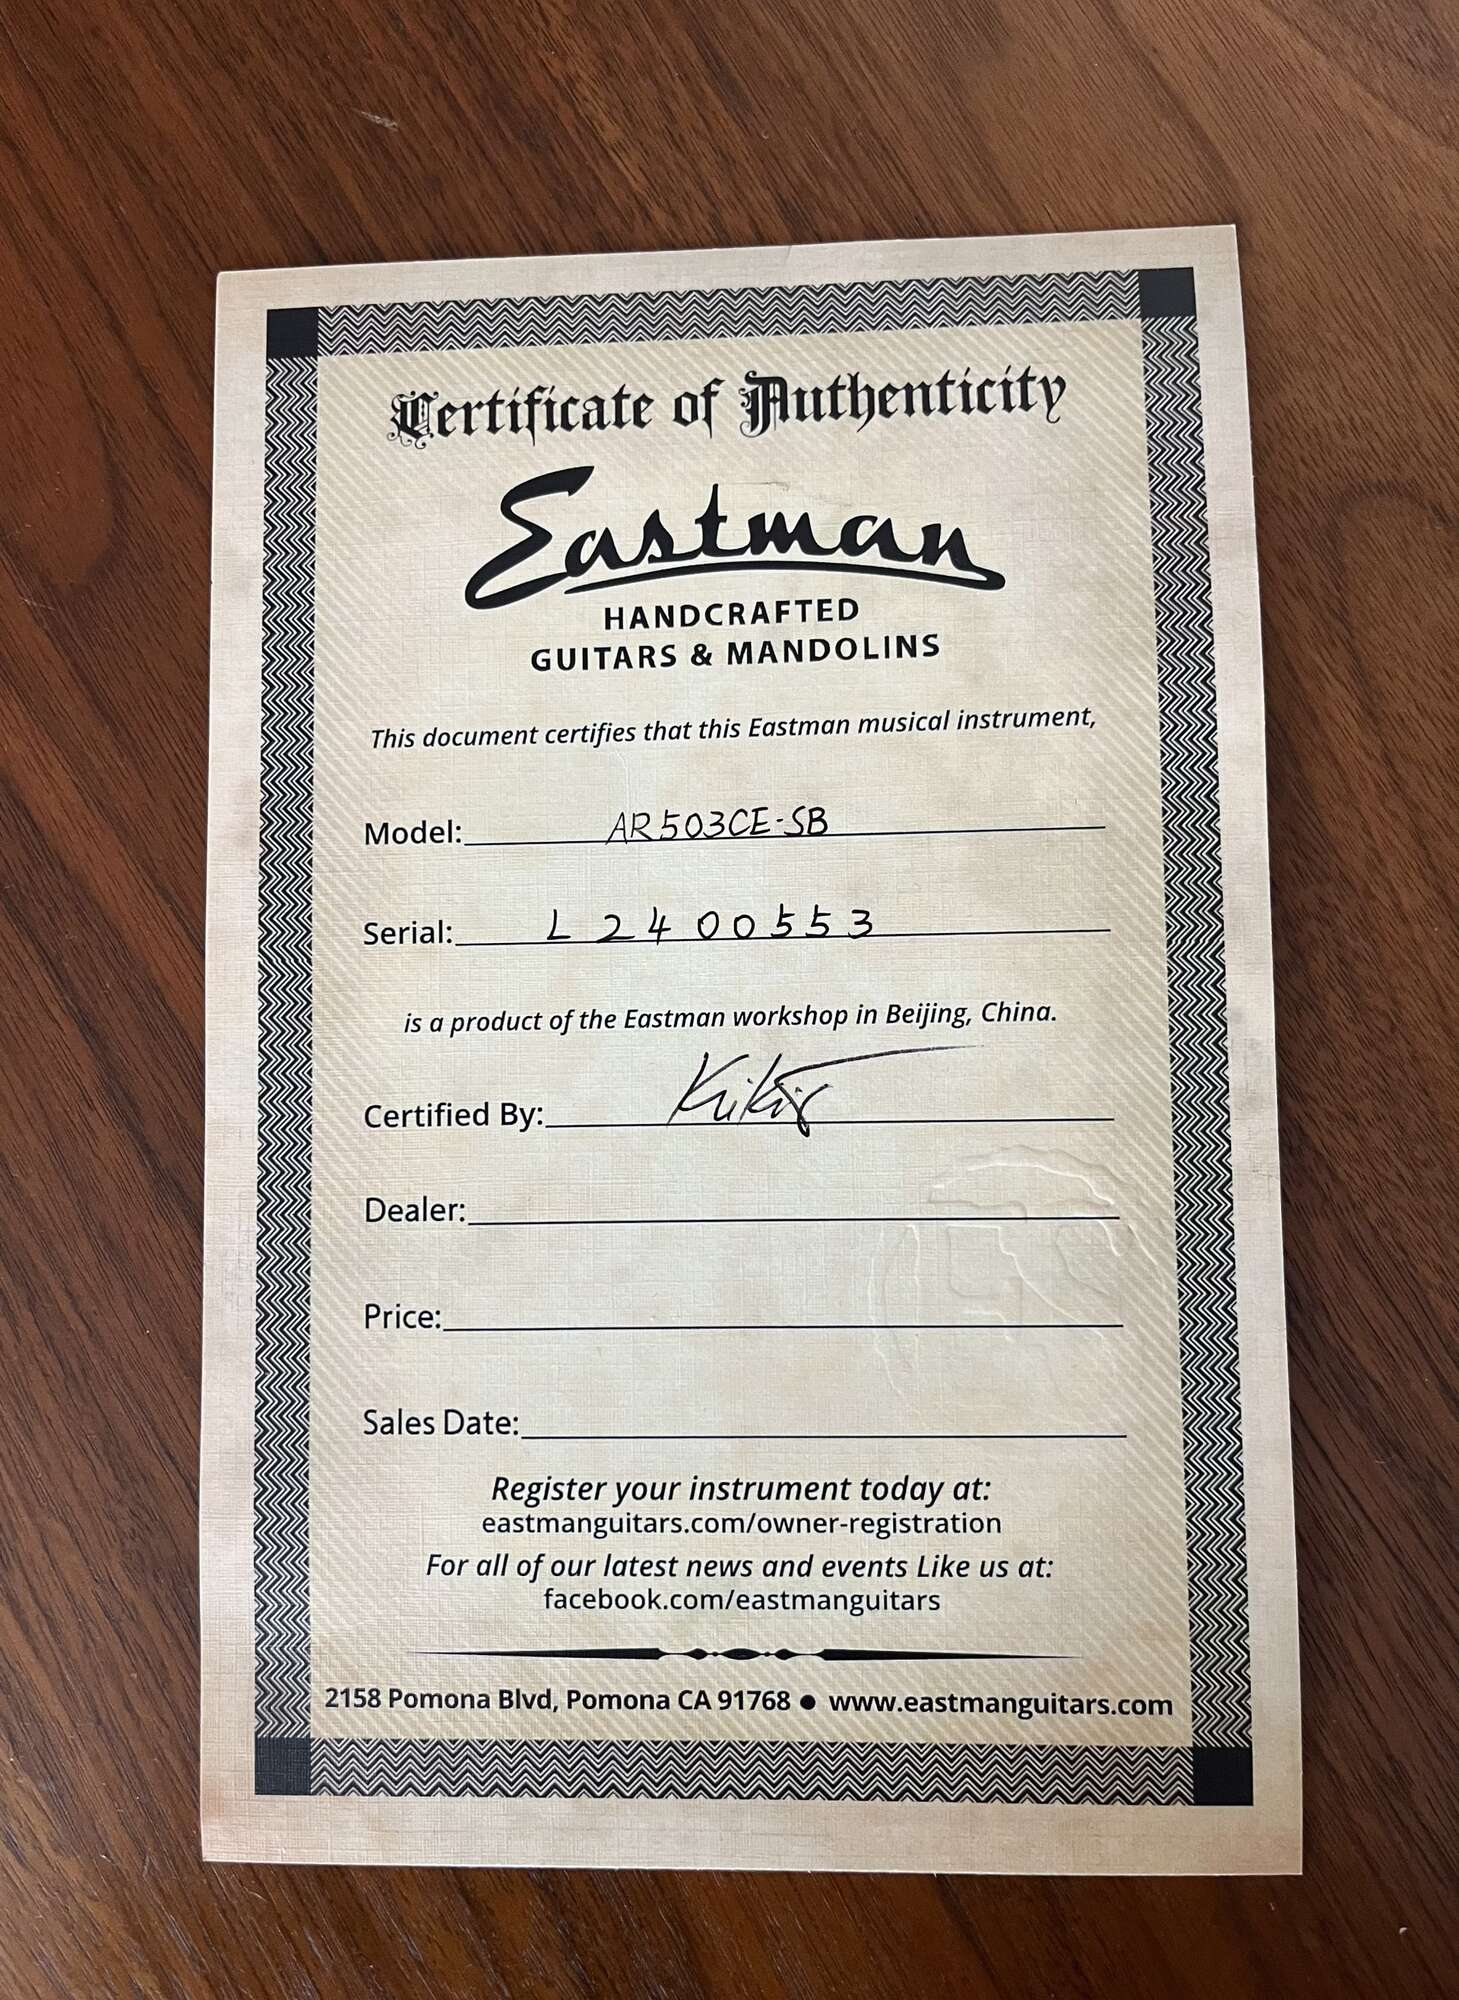 Certificate of Authenticity
Eastman
HANDCRAFTED
GUITARS & MANDOLINS
This document certifies that this Eastman musical instrument,
Model: AR503CE-SB
Serial: L2400553
is a product of the Eastman workshop in Beijing, China.
Certified By:
Dealer:
Price:
Sales Date:
Register your instrument today at:
eastmanguitars.com/owner-registration
For all of our latest news and events Like us at:
facebook.com/eastmanguitars
2158 Pomona Blvd, Pomona CA 91768 ● www.eastmanguitars.com